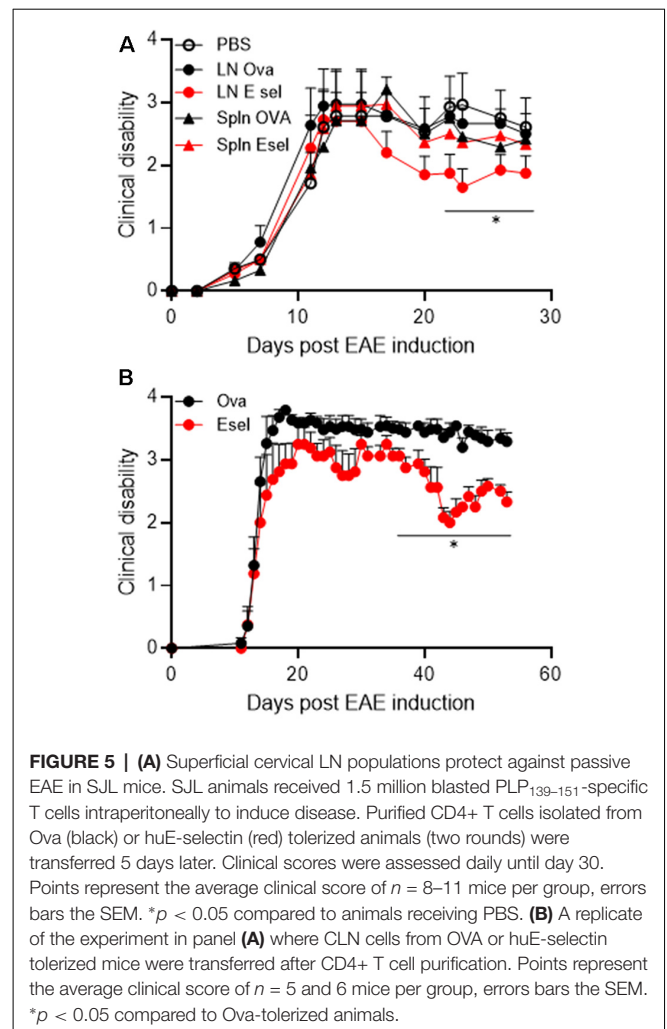 A
4
3
2
1
0
Clinical disability
PBS
LN Ova
LN E sel
Spln OVA
Spln Esel
*
0 10 20 30
Days post EAE induction
B
4
3
2
1
0
Clinical disability
Ova
Esel
*
0 20 40 60
Days post EAE induction
FIGURE 5 | (A) Superficial cervical LN populations protect against passive
EAE in SJL mice. SJL animals received 1.5 million blasted PLP139–151-specific
T cells intraperitoneally to induce disease. Purified CD4+ T cells isolated from
Ova (black) or huE-selectin (red) tolerized animals (two rounds) were
transferred 5 days later. Clinical scores were assessed daily until day 30.
Points represent the average clinical score of n = 8–11 mice per group, errors
bars the SEM. *p < 0.05 compared to animals receiving PBS. (B) A replicate
of the experiment in panel (A) where CLN cells from OVA or huE-selectin
tolerized mice were transferred after CD4+ T cell purification. Points represent
the average clinical score of n = 5 and 6 mice per group, errors bars the SEM.
*p < 0.05 compared to Ova-tolerized animals.